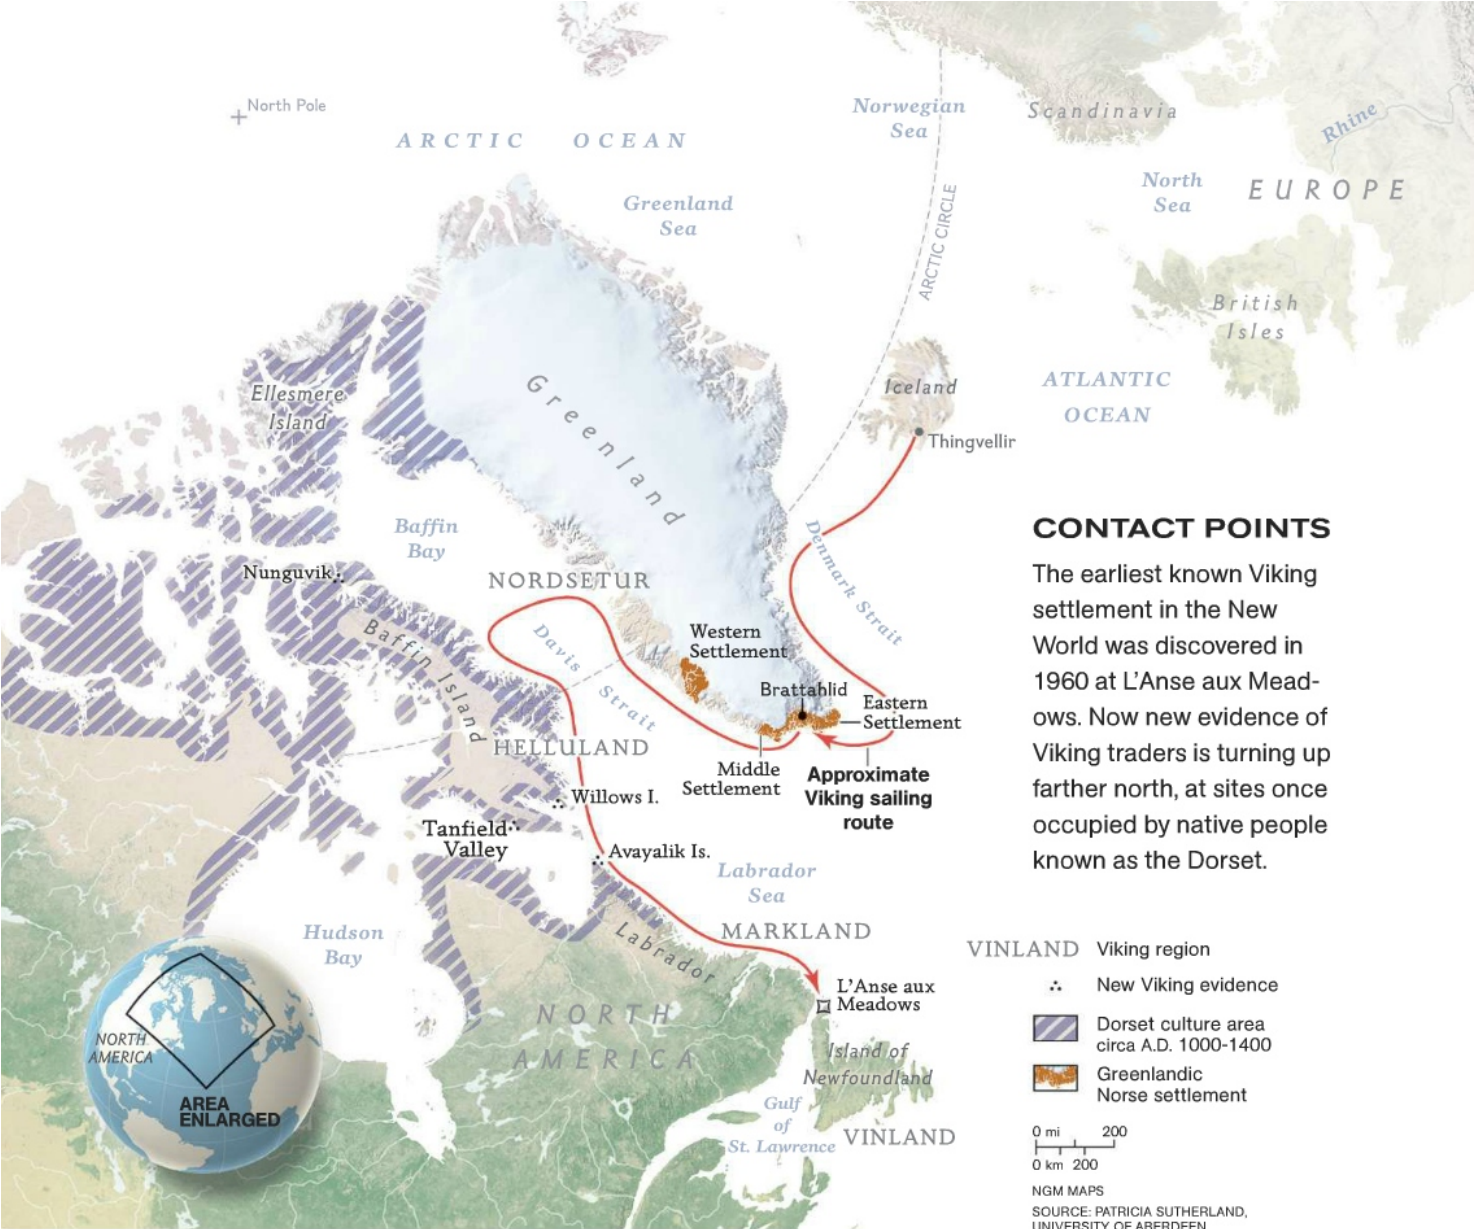 North Pole
ARCTIC OCEAN
Norwegian
Sea
Scandinavia
Rhine
Greenland
Sea
North
Sea
EUROPE
ARCTIC CIRCLE
British
Isles
Ellesmere
Island
Greenland
Iceland
ATLANTIC
OCEAN
Thingvellir
Baffin
Bay
Denmark Strait
Nunguvik
NORDSETUR
Baffin Island
Davis
Strait
Western
Settlement
Brattahlid
Eastern
Settlement
HELLULAND
Middle
Settlement
Approximate
Viking sailing
route
Willows I.
Tanfield
Valley
Avayalik Is.
Labrador
Sea
Hudson
Bay
MARKLAND
Labrador
L'Anse aux
Meadows
NORTH
AMERICA
Island of
Newfoundland
Gulf
of
St. Lawrence
VINLAND
NORTH
AMERICA
AREA
ENLARGED
CONTACT POINTS
The earliest known Viking
settlement in the New
World was discovered in
1960 at L'Anse aux Mead-
ows. Now new evidence of
Viking traders is turning up
farther north, at sites once
occupied by native people
known as the Dorset.
VINLAND Viking region
New Viking evidence
Dorset culture area
circa A.D. 1000-1400
Greenlandic
Norse settlement
0 mi 200
0 km 200
NGM MAPS
SOURCE: PATRICIA SUTHERLAND,
UNIVERSITY OF ABERDEEN